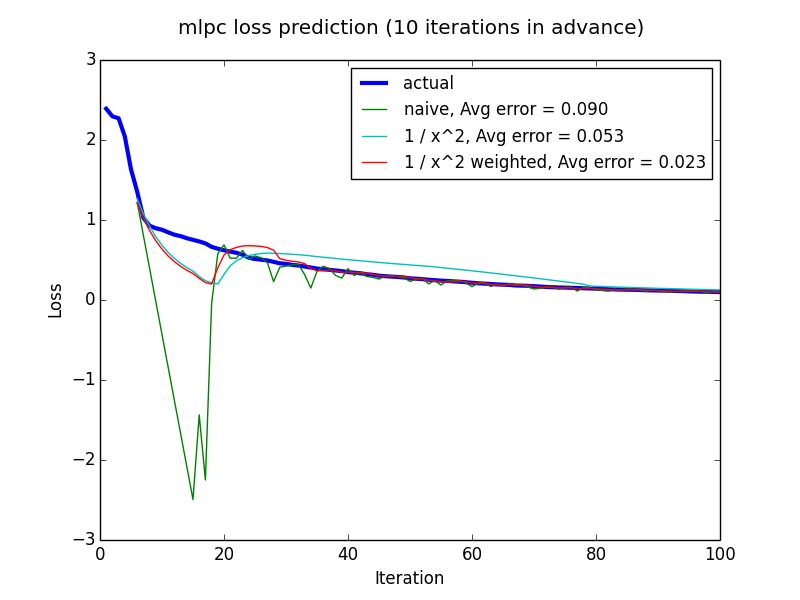 mlpc loss prediction (10 iterations in advance)
3
actual
naive, Avg error = 0.090
2
1 / x^2, Avg error = 0.053
1 / x^2 weighted, Avg error = 0.023
1
Loss
0
−1
−2
−3
0 20 40 60 80 100
Iteration